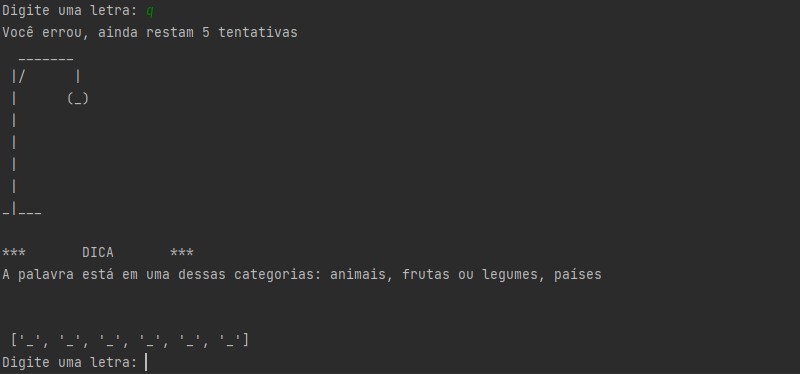 Digite uma letra: q
Você errou, ainda restam 5 tentativas
  _______
 |/      |
 |      (_)
 |
 |
 |
 |
_|___
***       DICA       ***
A palavra está em uma dessas categorias: animais, frutas ou legumes, países
 ['_', '_', '_', '_', '_', '_']
Digite uma letra: